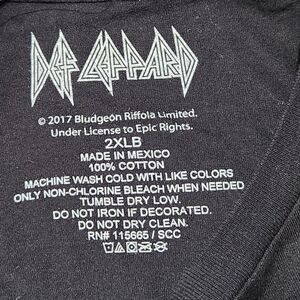 DEF LEPPARD
© 2017 Bludgeon Riffola Limited.
Under License to Epic Rights.
2XLB
MADE IN MEXICO
100% COTTON
MACHINE WASH COLD WITH LIKE COLORS
ONLY NON-CHLORINE BLEACH WHEN NEEDED
TUMBLE DRY LOW.
DO NOT IRON IF DECORATED.
DO NOT DRY CLEAN.
RN# 115665 / SCC